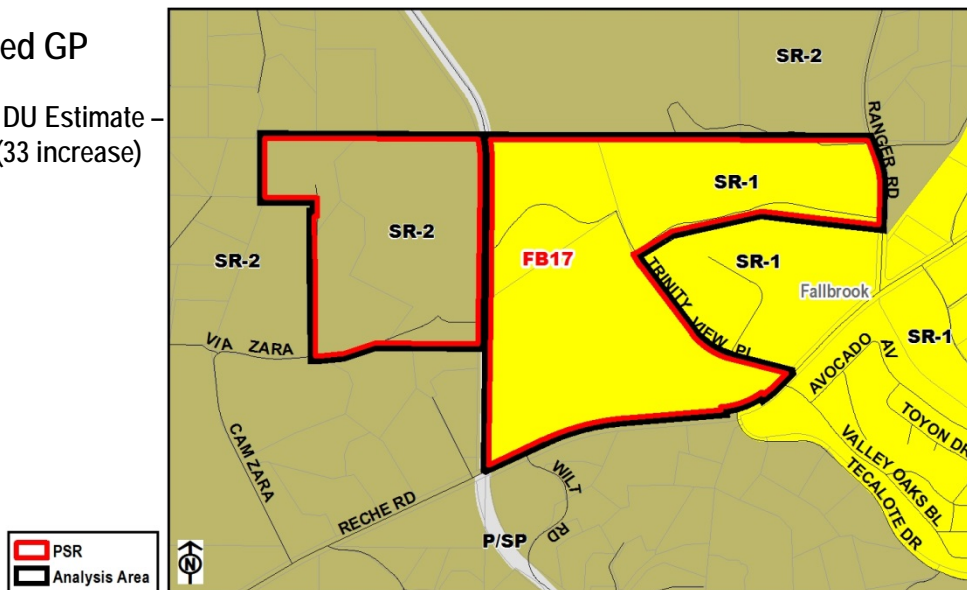 ed GP
DU Estimate –
(33 increase)
SR-2
RANGER RD
SR-1
SR-2
SR-2
FB17
SR-1
Fallbrook
TRINITY VIEW PL
SR-1
VIA ZARA
AVOCADO AV
TOYON DR
CAM ZARA
VALLEY OAKS BL
TECALOTE DR
RECHE RD
WILT RD
P/SP
PSR
Analysis Area
N